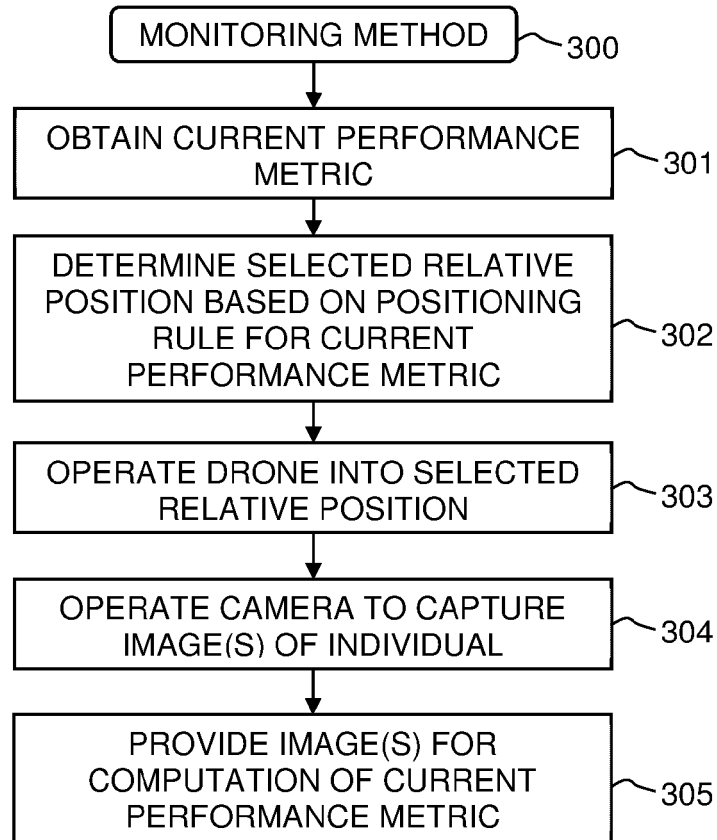 MONITORING METHOD
300
OBTAIN CURRENT PERFORMANCE
METRIC
301
DETERMINE SELECTED RELATIVE
POSITION BASED ON POSITIONING
RULE FOR CURRENT
PERFORMANCE METRIC
302
OPERATE DRONE INTO SELECTED
RELATIVE POSITION
303
OPERATE CAMERA TO CAPTURE
IMAGE(S) OF INDIVIDUAL
304
PROVIDE IMAGE(S) FOR
COMPUTATION OF CURRENT
PERFORMANCE METRIC
305